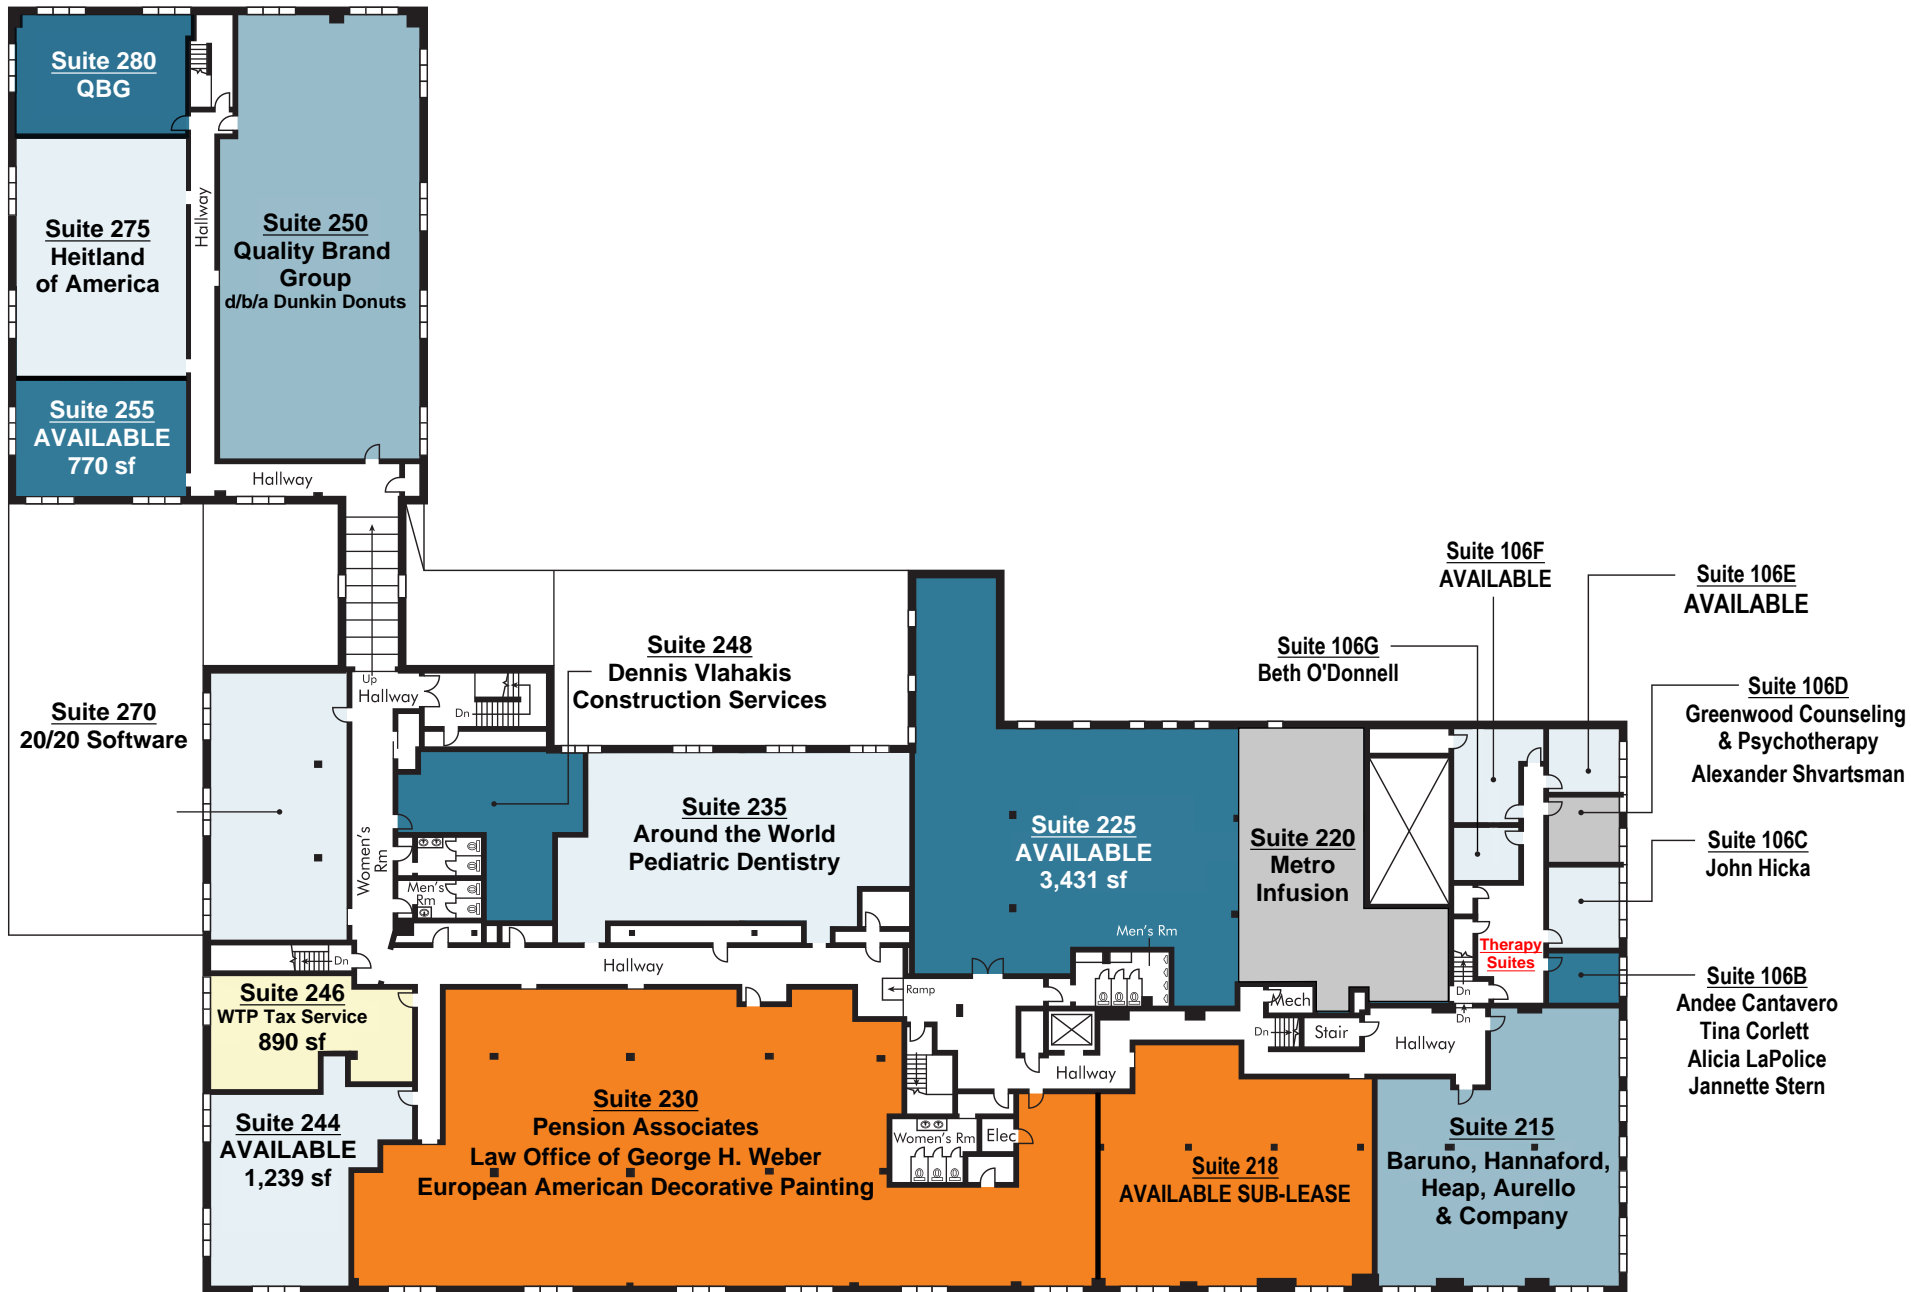 Suite 280
QBG
Suite 275
Heitland
of America
Hallway
Suite 250
Quality Brand
Group
d/b/a Dunkin Donuts
Suite 255
AVAILABLE
770 sf
Hallway
Suite 270
20/20 Software
Up
Hallway
Dn
Suite 248
Dennis Vlahakis
Construction Services
Women's
Rm
Men's
Rm
Suite 235
Around the World
Pediatric Dentistry
Suite 225
AVAILABLE
3,431 sf
Men's Rm
Suite 220
Metro
Infusion
Suite 106F
AVAILABLE
Suite 106E
AVAILABLE
Suite 106G
Beth O'Donnell
Suite 106D
Greenwood Counseling
& Psychotherapy
Alexander Shvartsman
Suite 106C
John Hicka
Therapy
Suites
Suite 106B
Andee Cantavero
Tina Corlett
Alicia LaPolice
Jannette Stern
Dn
Hallway
Ramp
Suite 246
WTP Tax Service
890 sf
Suite 244
AVAILABLE
1,239 sf
Suite 230
Pension Associates
Law Office of George H. Weber
European American Decorative Painting
Women's Rm
Elec
Hallway
Mech
Dn
Stair
Dn
Dn
Hallway
Suite 218
AVAILABLE SUB-LEASE
Suite 215
Baruno, Hannaford,
Heap, Aurello
& Company